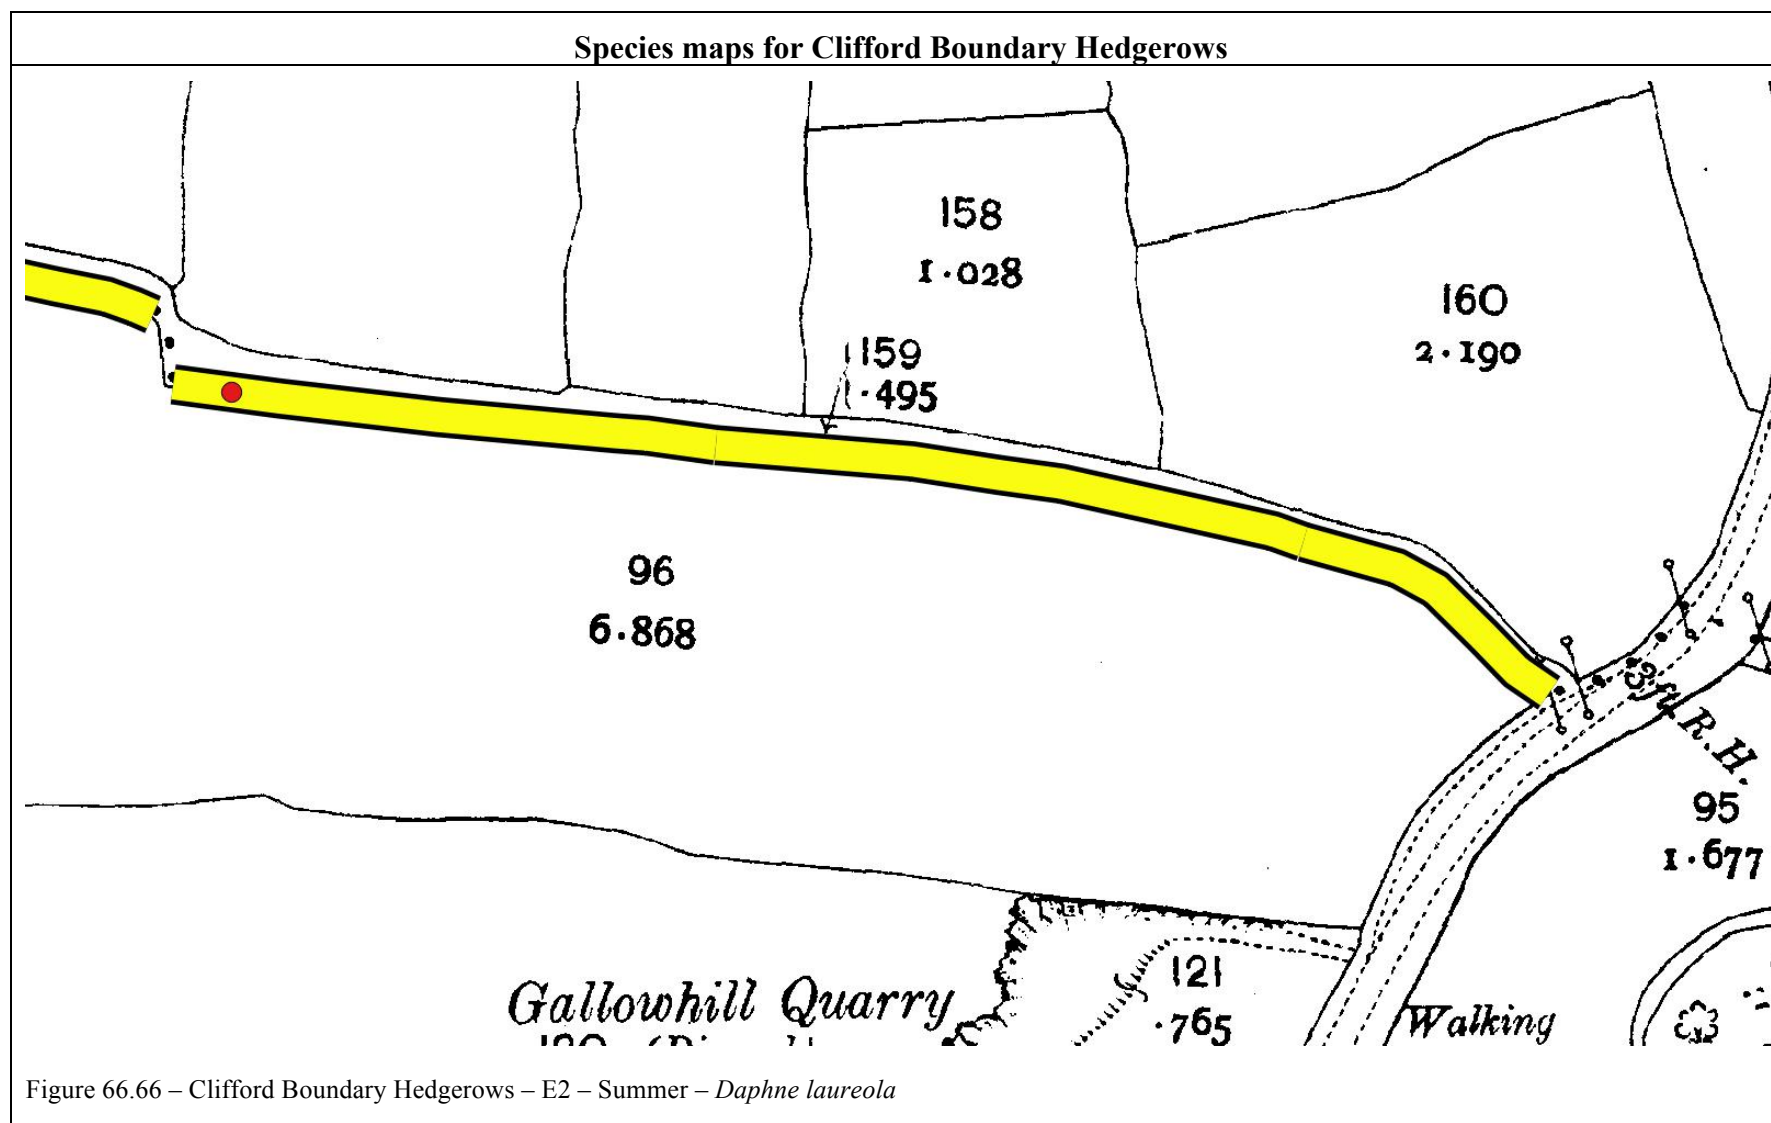 Species maps for Clifford Boundary Hedgerows
158
1·028
160
2·190
159
·495
96
6·868
3ft R.H.
95
1·677
121
·765
Gallowhill Quarry
Walking
Figure 66.66 – Clifford Boundary Hedgerows – E2 – Summer – Daphne laureola